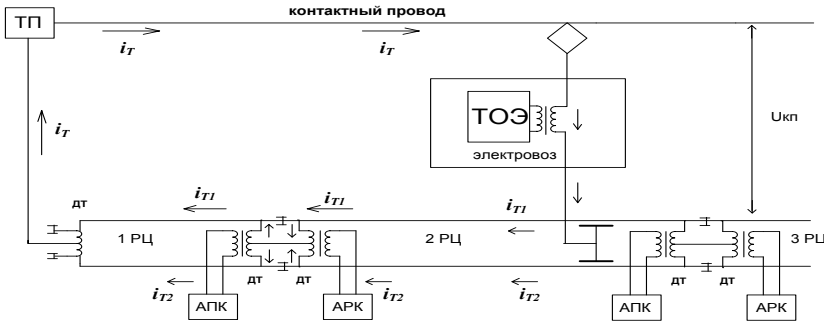 контактный провод
ТП
iT
iT
iT
ТОЭ
электровоз
Uкп
дт
iT1
iT1
iT1
1 РЦ
2 РЦ
3 РЦ
дт
дт
дт
дт
iT2
iT2
iT2
АПК
АРК
АПК
АРК